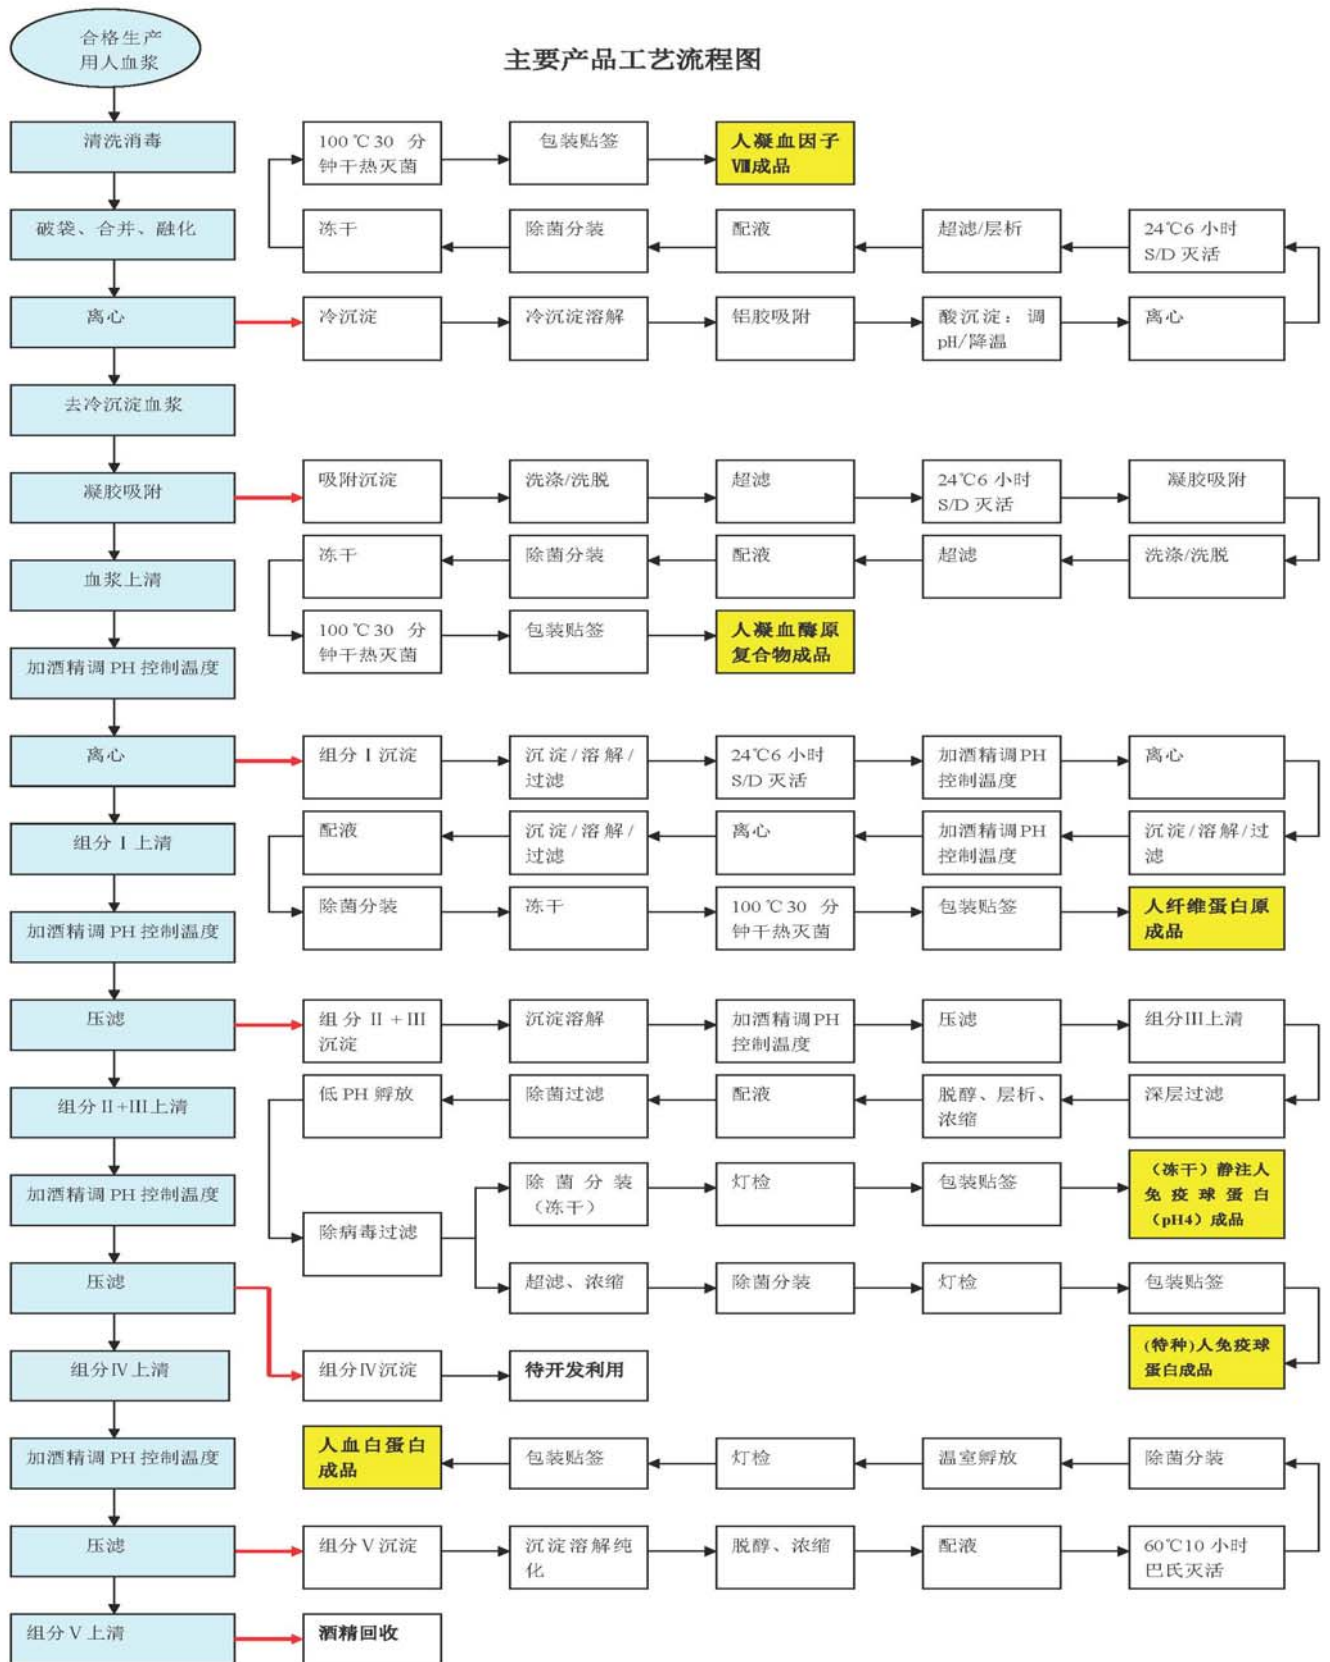 主要产品工艺流程图
合格生产
用人血浆
清洗消毒
100℃30 分
钟干热灭菌
包装贴签
人凝血因子
Ⅷ成品
破袋、合并、融化
冻干
除菌分装
配液
超滤/层析
24℃6 小时
S/D 灭活
离心
冷沉淀
冷沉淀溶解
铝胶吸附
酸沉淀：调
pH/降温
离心
去冷沉淀血浆
凝胶吸附
吸附沉淀
洗涤/洗脱
超滤
24℃6 小时
S/D 灭活
凝胶吸附
血浆上清
冻干
除菌分装
配液
超滤
洗涤/洗脱
100℃30 分
钟干热灭菌
包装贴签
人凝血酶原
复合物成品
加酒精调 PH 控制温度
离心
组分 I 沉淀
沉淀/溶解/
过滤
24℃6 小时
S/D 灭活
加酒精调PH
控制温度
离心
组分 I 上清
配液
沉淀/溶解/
过滤
离心
加酒精调PH
控制温度
沉淀/溶解/过
滤
加酒精调 PH 控制温度
除菌分装
冻干
100℃30 分
钟干热灭菌
包装贴签
人纤维蛋白原
成品
压滤
组分 II＋III
沉淀
沉淀溶解
加酒精调PH
控制温度
压滤
组分III上清
组分 II+III上清
低 PH 孵放
除菌过滤
配液
脱醇、层析、
浓缩
深层过滤
加酒精调 PH 控制温度
除病毒过滤
除菌分装
（冻干）
灯检
包装贴签
（冻干）静注人
免疫球蛋白
（pH4）成品
压滤
超滤、浓缩
除菌分装
灯检
包装贴签
(特种)人免疫球
蛋白成品
组分IV上清
组分IV沉淀
待开发利用
加酒精调 PH 控制温度
人血白蛋白
成品
包装贴签
灯检
温室孵放
除菌分装
压滤
组分 V 沉淀
沉淀溶解纯
化
脱醇、浓缩
配液
60℃10 小时
巴氏灭活
组分 V 上清
酒精回收